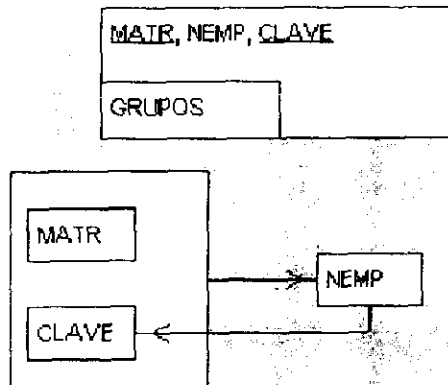 MATR, NEMP, CLAVE
GRUPOS
MATR
NEMP
CLAVE